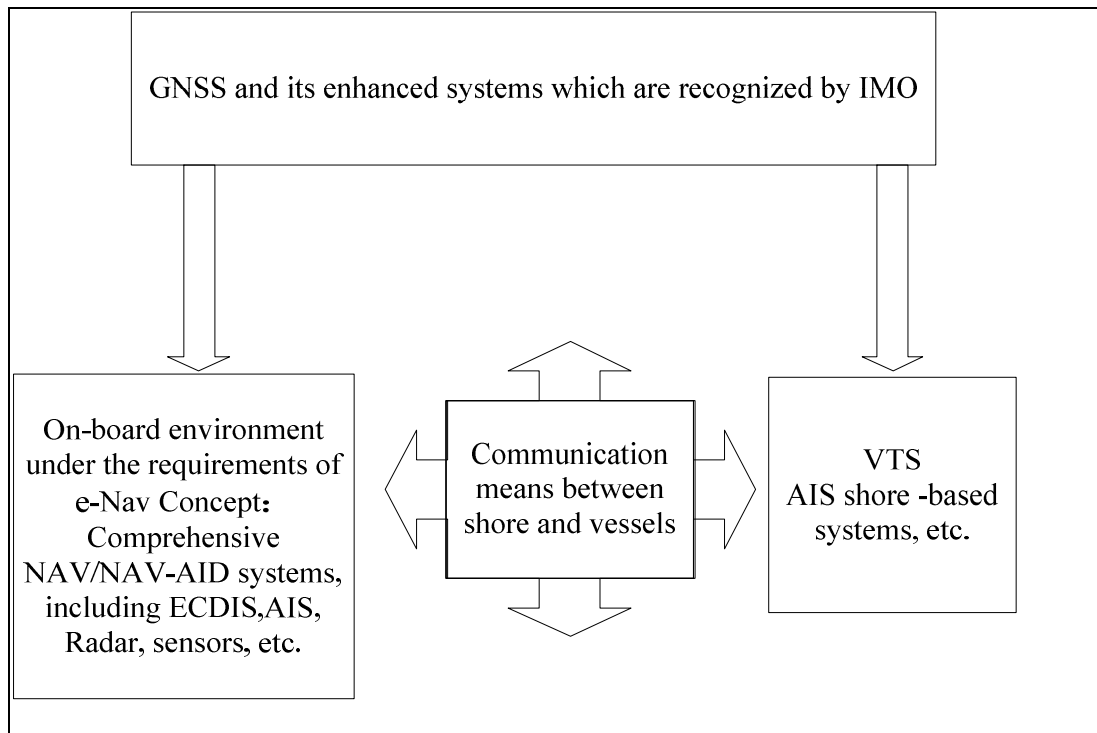 GNSS and its enhanced systems which are recognized by IMO
On-board environment
under the requirements of
e-Nav Concept：
Comprehensive
NAV/NAV-AID systems,
including ECDIS,AIS,
Radar, sensors, etc.
Communication
means between
shore and vessels
VTS
AIS shore -based
systems, etc.